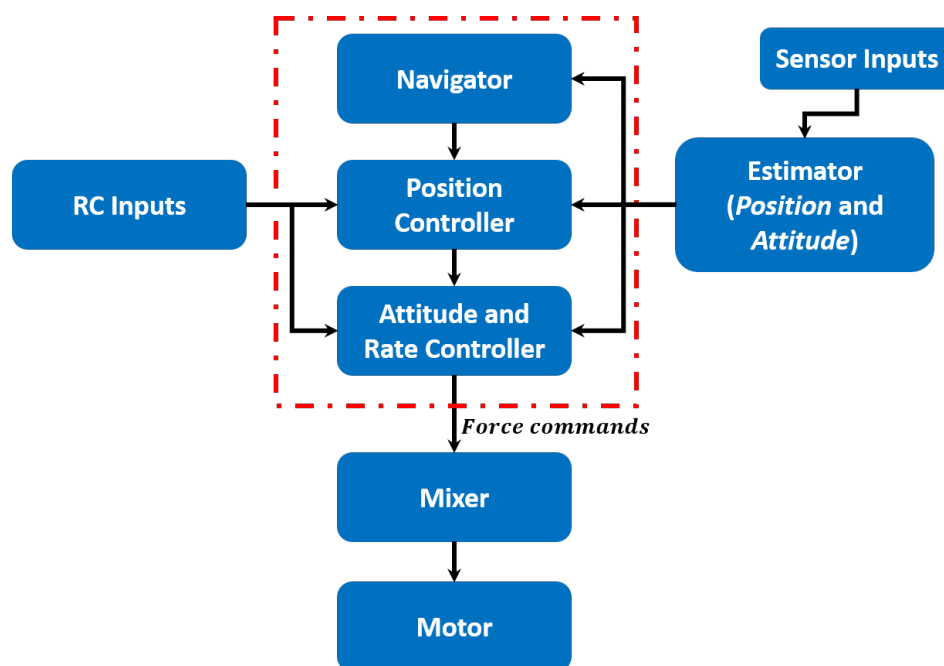 Navigator
Sensor Inputs
RC Inputs
Position
Controller
Estimator
(Position and
Attitude)
Attitude and
Rate Controller
Force commands
Mixer
Motor